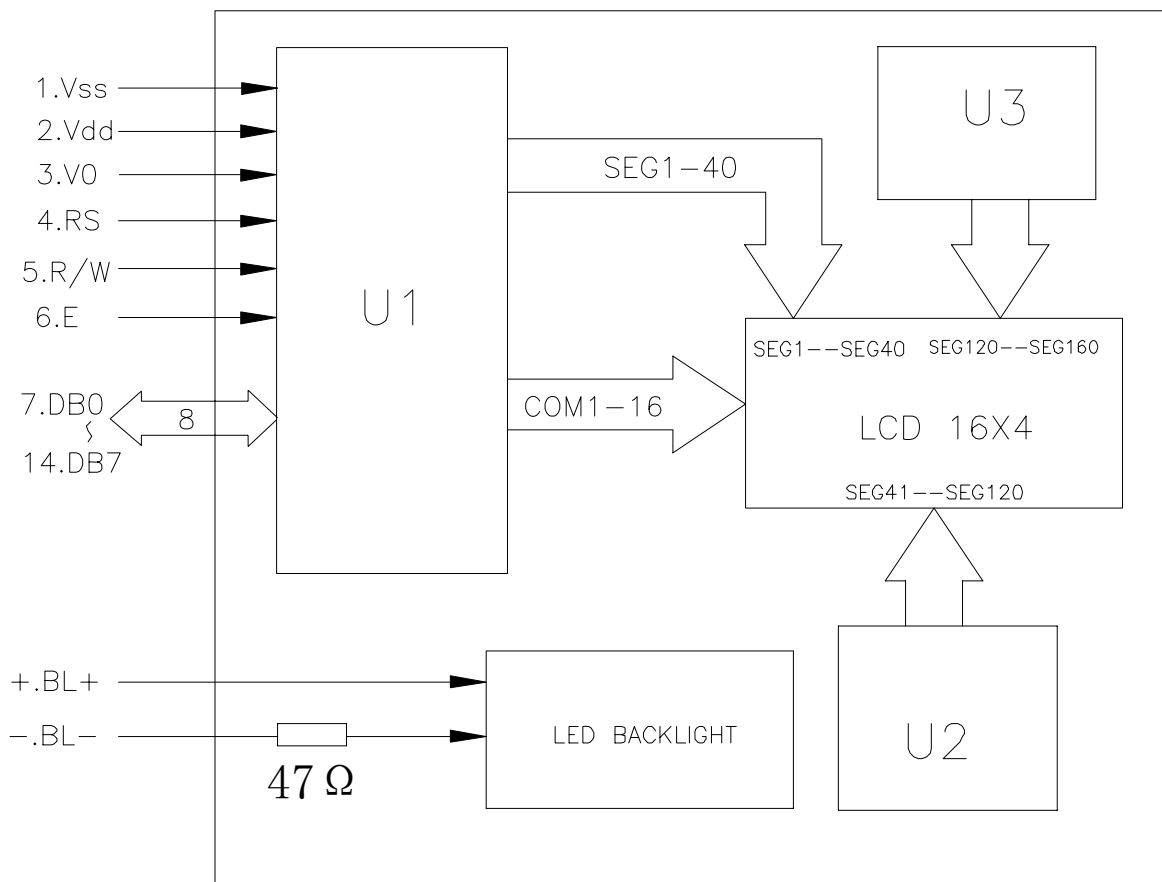 1.Vss
2.Vdd
3.V0
4.RS
5.R/W
6.E
7.DB0
~
14.DB7
8
U1
SEG1-40
COM1-16
U3
SEG1--SEG40
SEG120--SEG160
LCD 16X4
SEG41--SEG120
U2
+.BL+
-.BL-
47Ω
LED BACKLIGHT